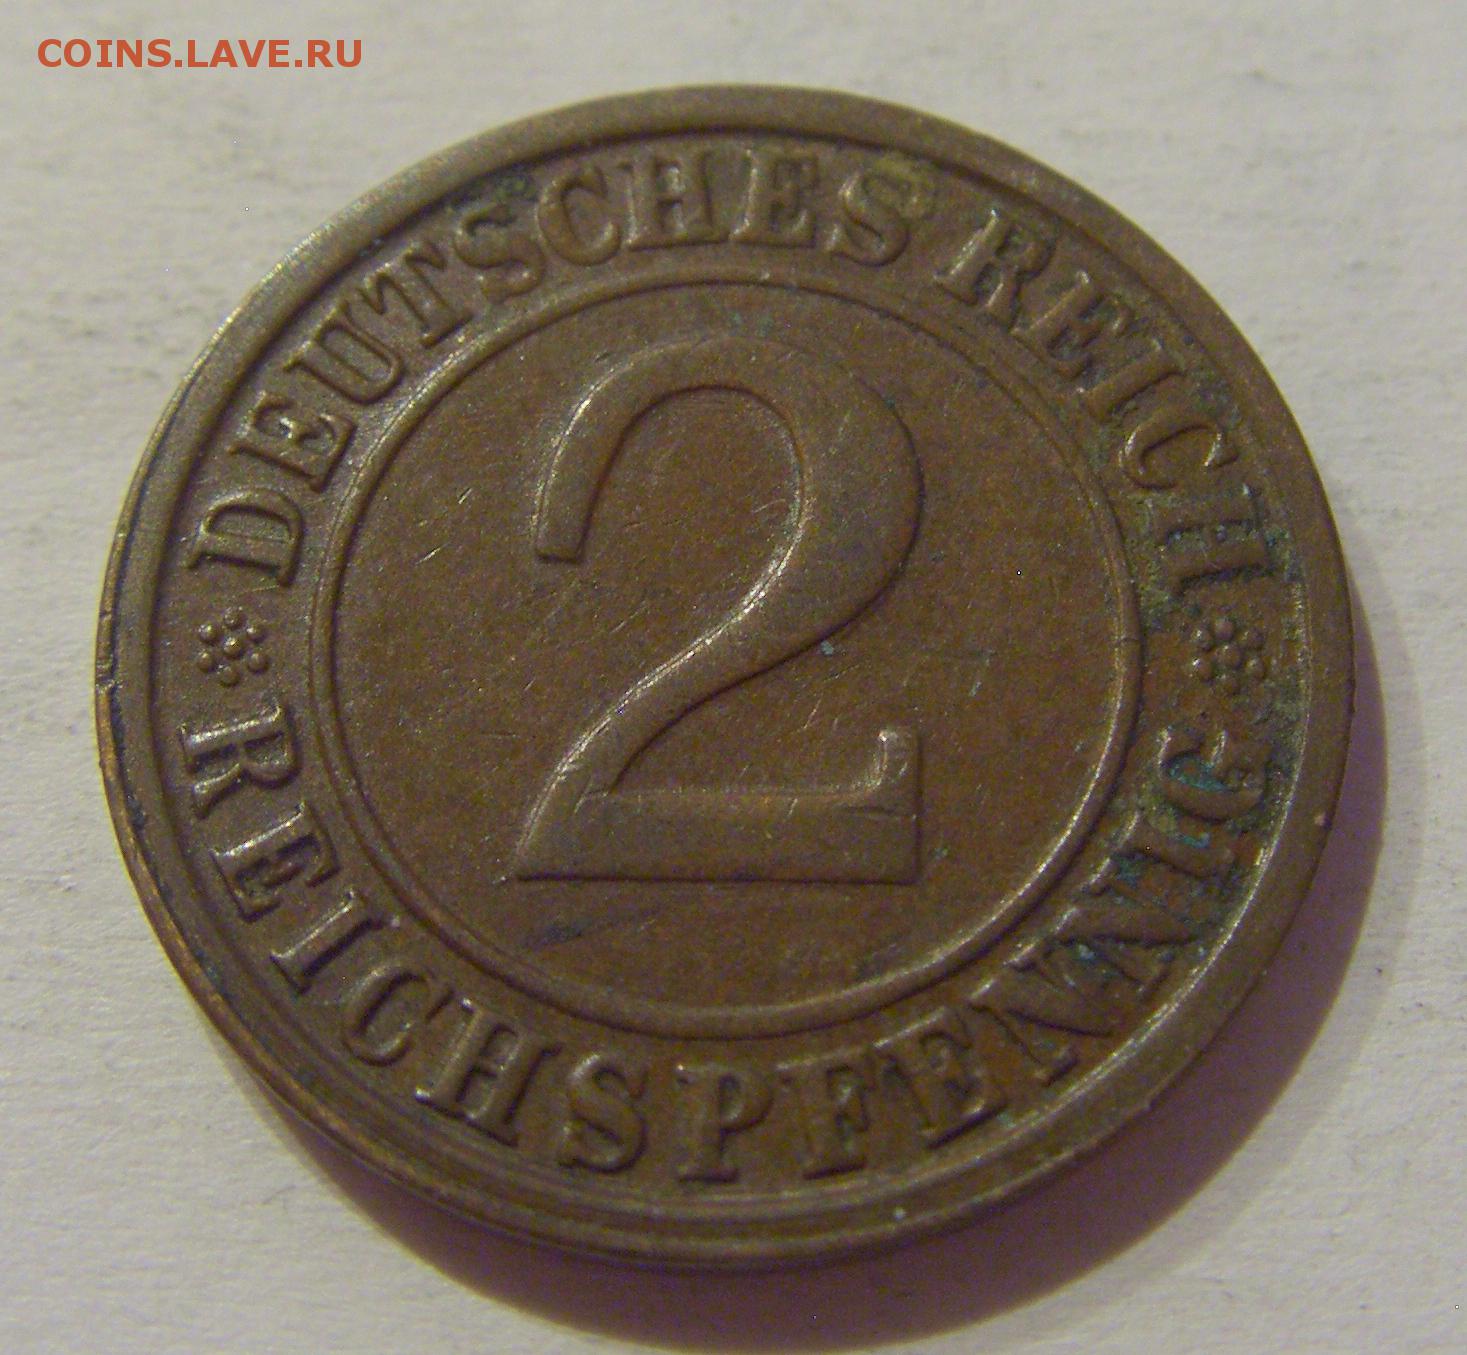 COINS.LAVE.RU
DEUTSCHES REICH
2
REICHSPFENNIG